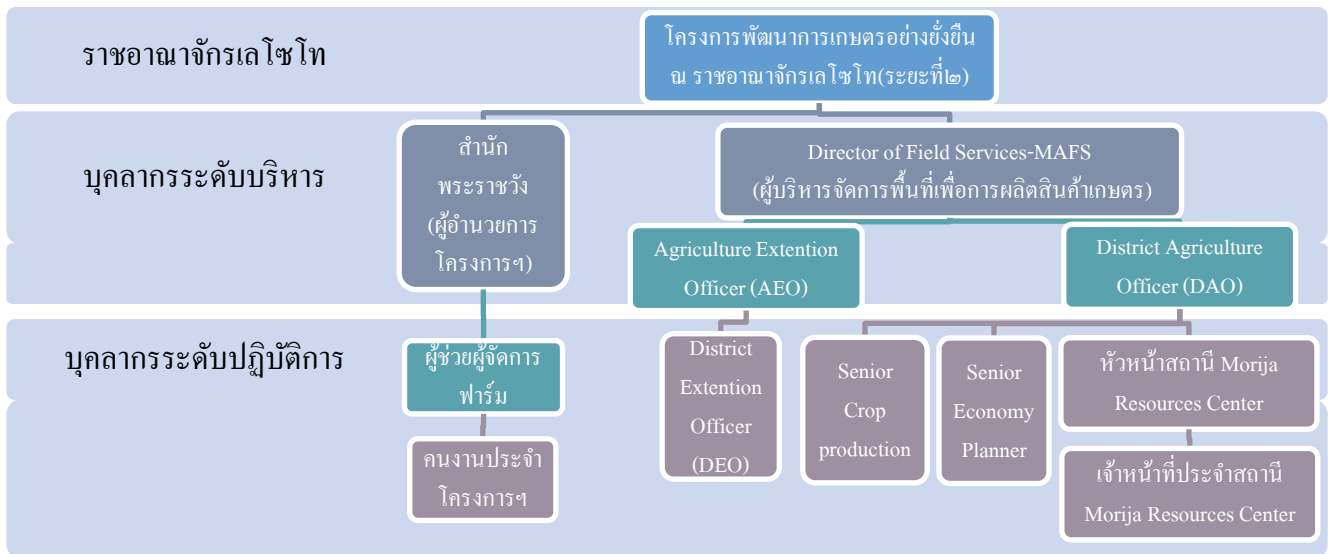 ราชอาณาจักรเลโซโท
โครงการพัฒนาการเกษตรอย่างยั่งยืน
ณ ราชอาณาจักรเลโซโท(ระยะที่๒)
บุคลากรระดับบริหาร
สำนัก
พระราชวัง
(ผู้อำนวยการ
โครงการฯ)
Director of Field Services-MAFS
(ผู้บริหารจัดการพื้นที่เพื่อการผลิตสินค้าเกษตร)
Agriculture Extention
Officer (AEO)
District Agriculture
Officer (DAO)
บุคลากรระดับปฏิบัติการ
ผู้ช่วยผู้จัดการ
ฟาร์ม
คนงานประจำ
โครงการฯ
District
Extention
Officer
(DEO)
Senior
Crop
production
Senior
Economy
Planner
หัวหน้าสถานี Morija
Resources Center
เจ้าหน้าที่ประจำสถานี
Morija Resources Center